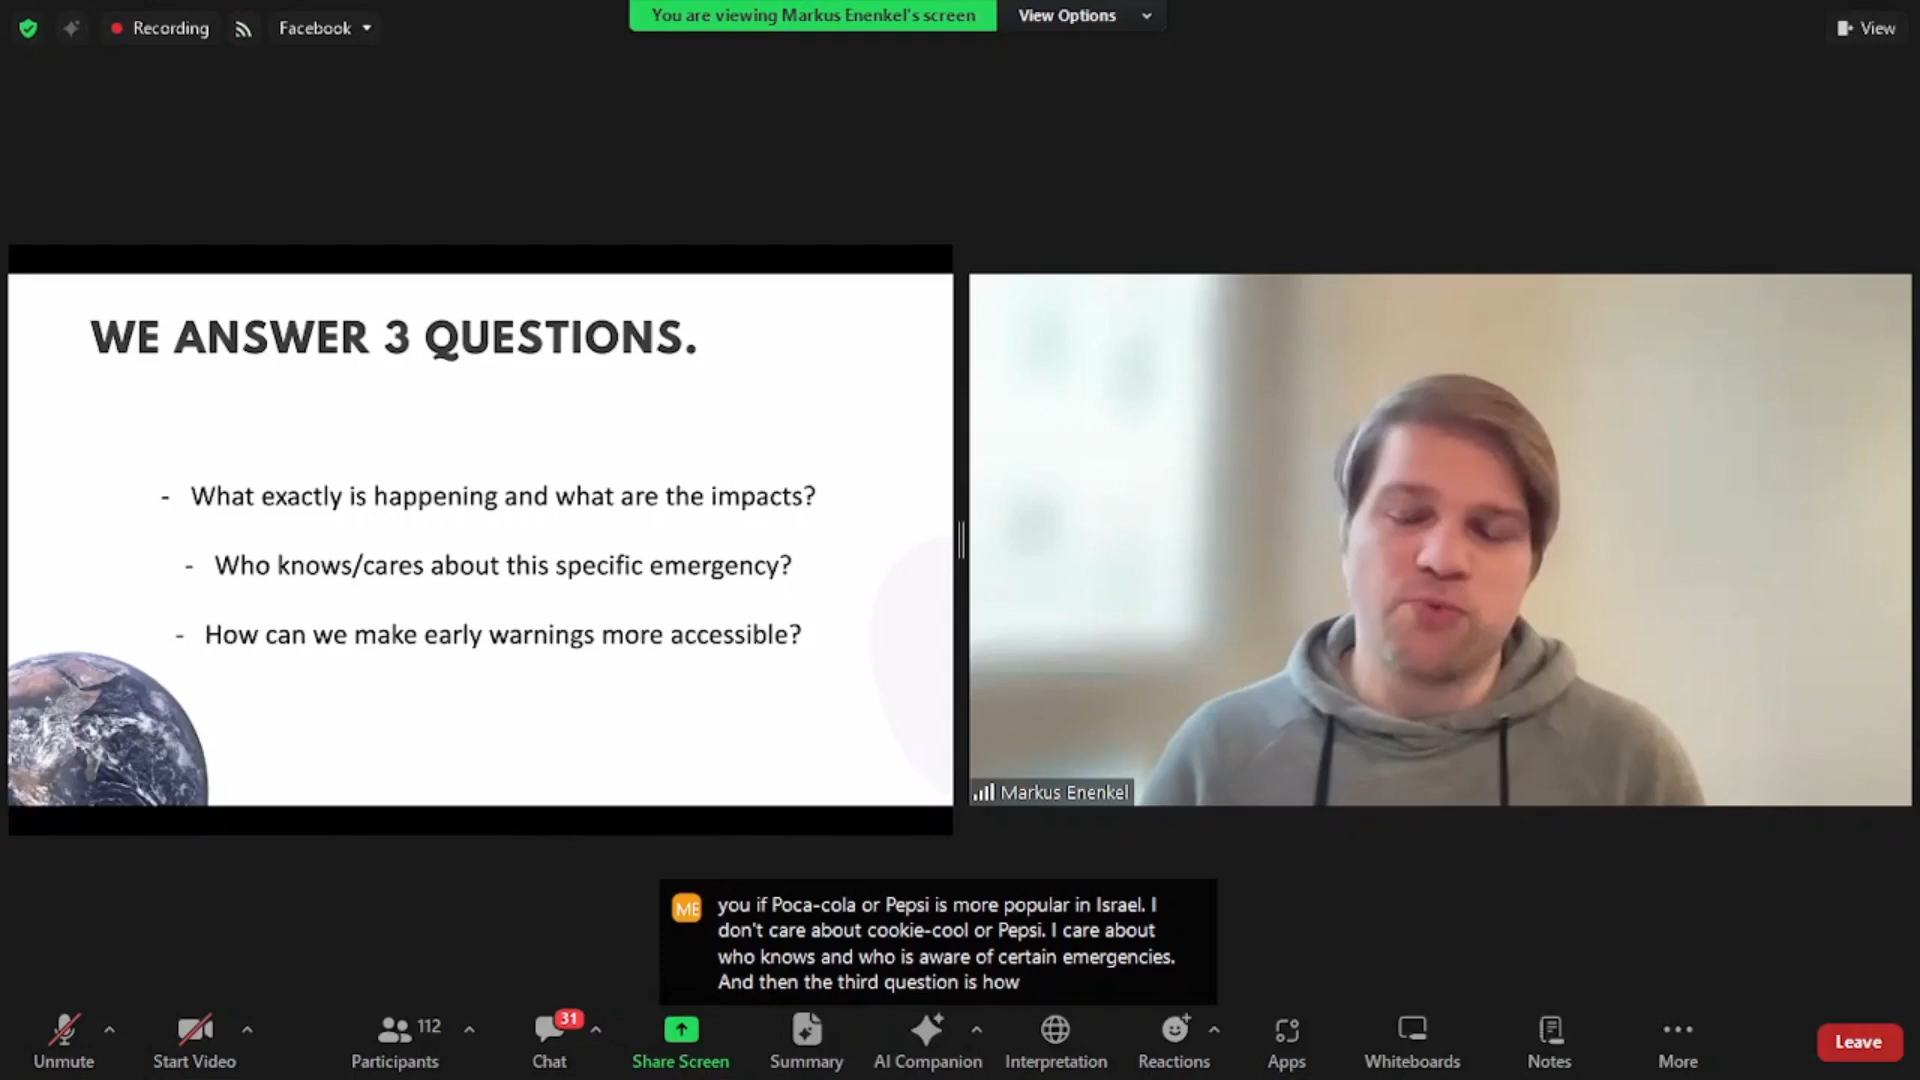 Recording
Facebook
You are viewing Markus Enenkel's screen
View Options
View
WE ANSWER 3 QUESTIONS.
- What exactly is happening and what are the impacts?
- Who knows/cares about this specific emergency?
- How can we make early warnings more accessible?
Markus Enenkel
ME
you if Poca-cola or Pepsi is more popular in Israel. I
don't care about cookie-cool or Pepsi. I care about
who knows and who is aware of certain emergencies.
And then the third question is how
112
31
Unmute
Start Video
Participants
Chat
Share Screen
Summary
AI Companion
Interpretation
Reactions
Apps
Whiteboards
Notes
More
Leave